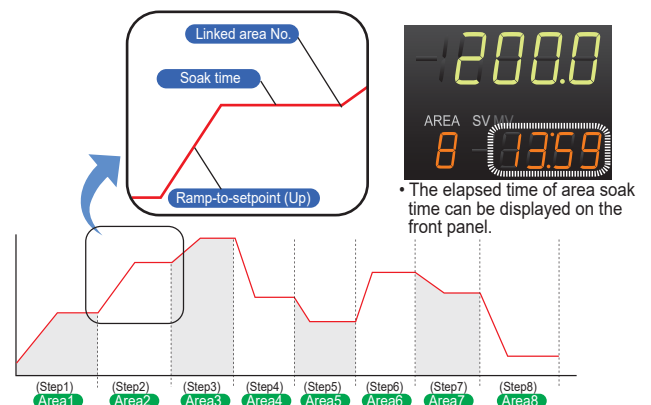 Linked area No.
Soak time
Ramp-to-setpoint (Up)
200.0
AREA SV MV
8 13:59
• The elapsed time of area soak
time can be displayed on the
front panel.
(Step1) (Step2) (Step3) (Step4) (Step5) (Step6) (Step7) (Step8)
Area1 Area2 Area3 Area4 Area5 Area6 Area7 Area8